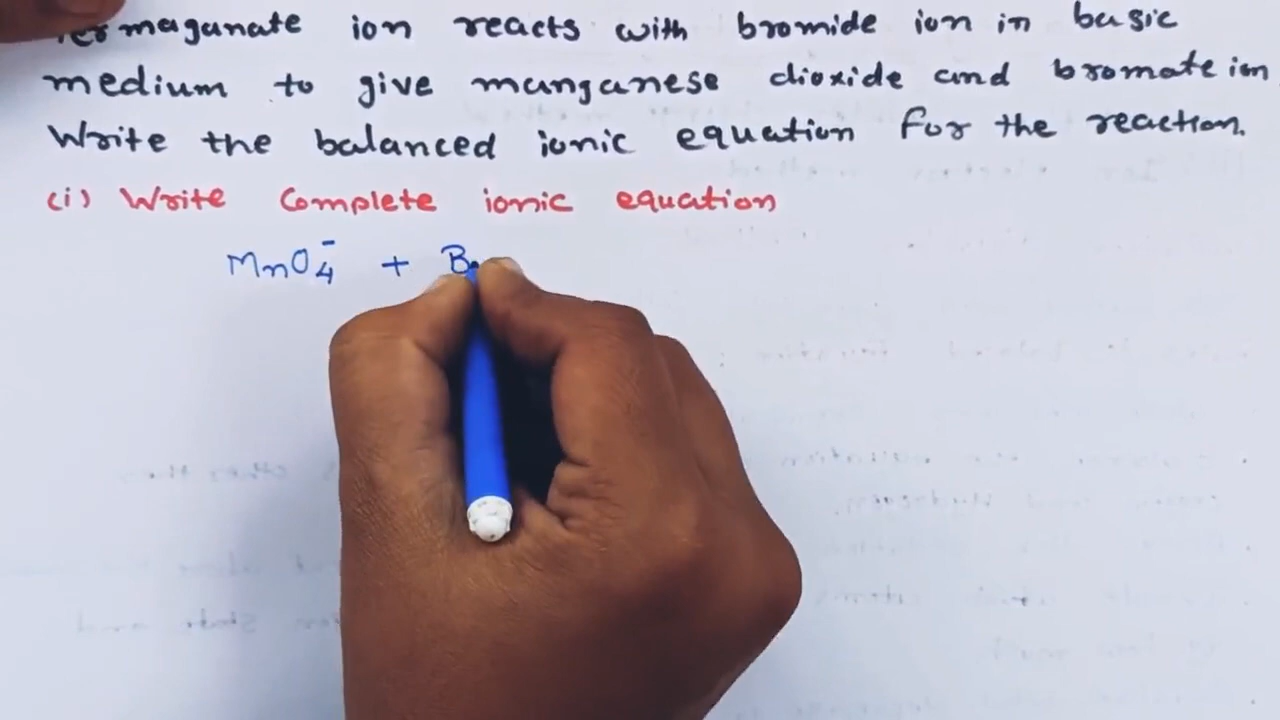 Permaganate ion reacts with bromide ion in basic
medium to give manganese dioxide and bromate ion
Write the balanced ionic equation for the reaction.
(i) Write Complete ionic equation
MnO₄⁻ + B